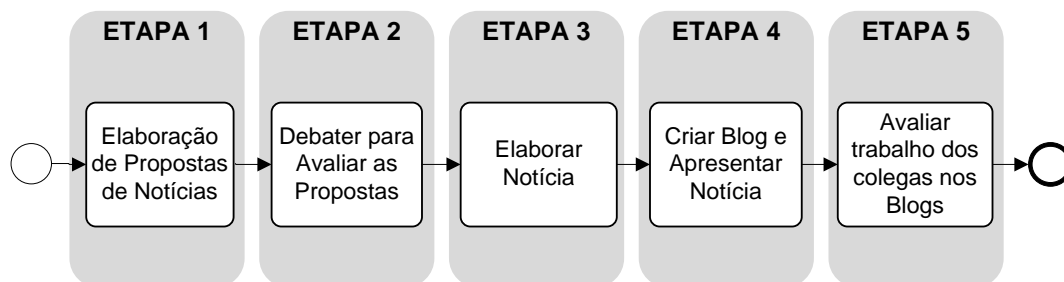 ETAPA 1
Elaboração
de Propostas
de Notícias
ETAPA 2
Debater para
Avaliar as
Propostas
ETAPA 3
Elaborar
Notícia
ETAPA 4
Criar Blog e
Apresentar
Notícia
ETAPA 5
Avaliar
trabalho dos
colegas nos
Blogs